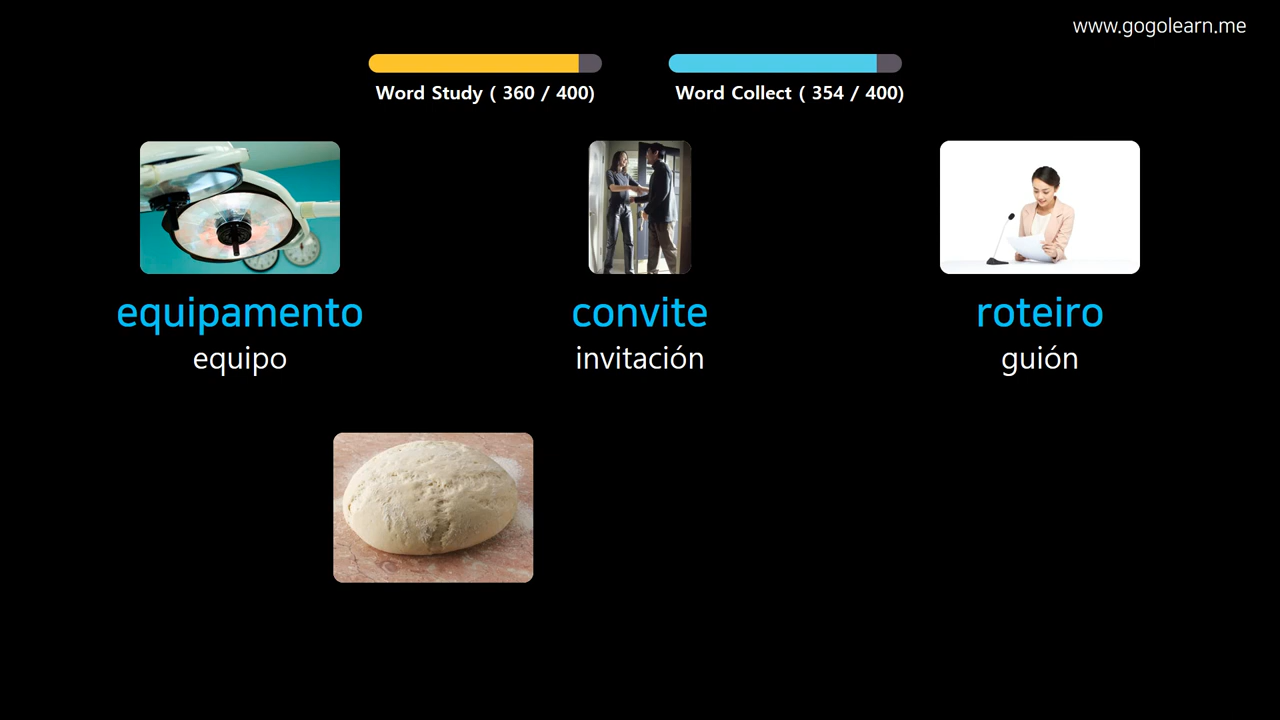 www.gogolearn.me
Word Study ( 360 / 400)
Word Collect ( 354 / 400)
equipamento
convite
roteiro
equipo
invitación
guión